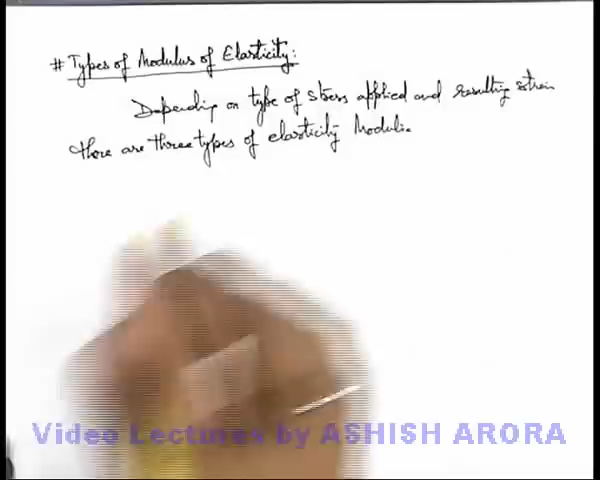 # Types of Modulus of Elasticity:
Depending on type of stress applied and resulting strain
there are three types of elasticity Moduli.
Video Lectures by ASHISH ARORA